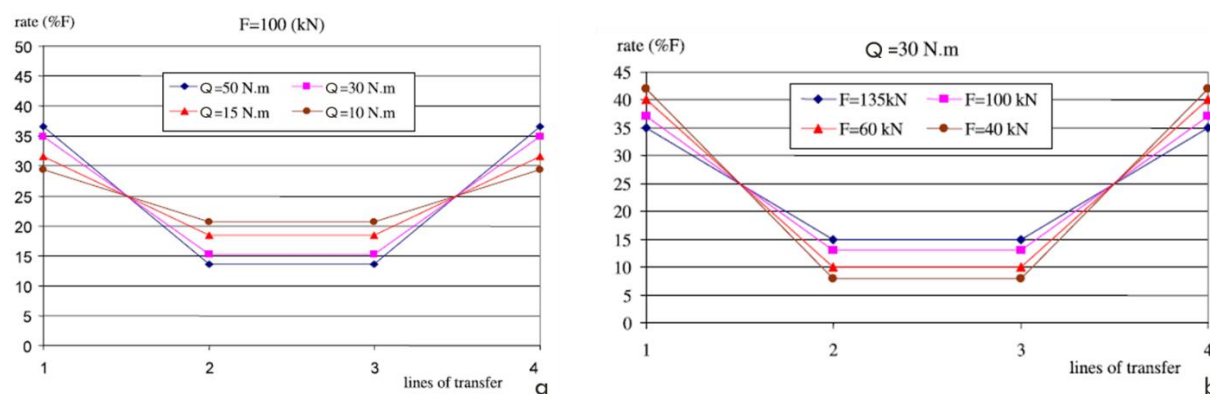 rate (%F)
F=100 (kN)
50
45
40
35
30
25
20
15
10
5
0
Q=50 N.m
Q=30 N.m
Q=15 N.m
Q=10 N.m
1
2
3
4
lines of transfer
a
rate (%F)
Q =30 N.m
45
40
35
30
25
20
15
10
5
0
F=135kN
F=100 kN
F=60 kN
F=40 kN
1
2
3
4
lines of transfer
b